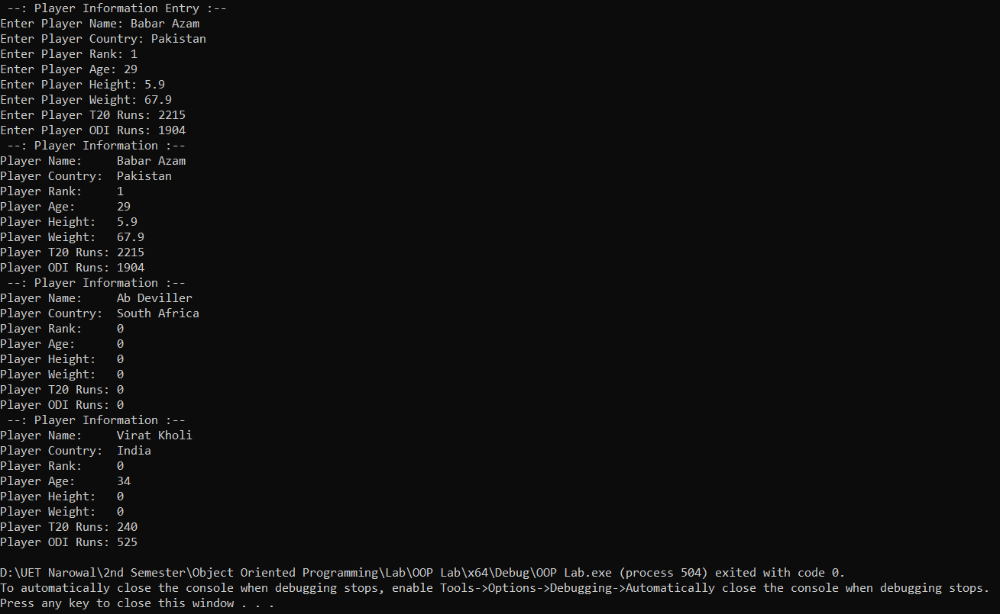 --: Player Information Entry :--
Enter Player Name: Babar Azam
Enter Player Country: Pakistan
Enter Player Rank: 1
Enter Player Age: 29
Enter Player Height: 5.9
Enter Player Weight: 67.9
Enter Player T20 Runs: 2215
Enter Player ODI Runs: 1904
 --: Player Information :--
Player Name:     Babar Azam
Player Country:  Pakistan
Player Rank:     1
Player Age:      29
Player Height:   5.9
Player Weight:   67.9
Player T20 Runs: 2215
Player ODI Runs: 1904
 --: Player Information :--
Player Name:     Ab Deviller
Player Country:  South Africa
Player Rank:     0
Player Age:      0
Player Height:   0
Player Weight:   0
Player T20 Runs: 0
Player ODI Runs: 0
 --: Player Information :--
Player Name:     Virat Kholi
Player Country:  India
Player Rank:     0
Player Age:      34
Player Height:   0
Player Weight:   0
Player T20 Runs: 240
Player ODI Runs: 525

D:\UET Narowal\2nd Semester\Object Oriented Programming\Lab\OOP Lab\x64\Debug\OOP Lab.exe (process 504) exited with code 0.
To automatically close the console when debugging stops, enable Tools->Options->Debugging->Automatically close the console when debugging stops.
Press any key to close this window . . .